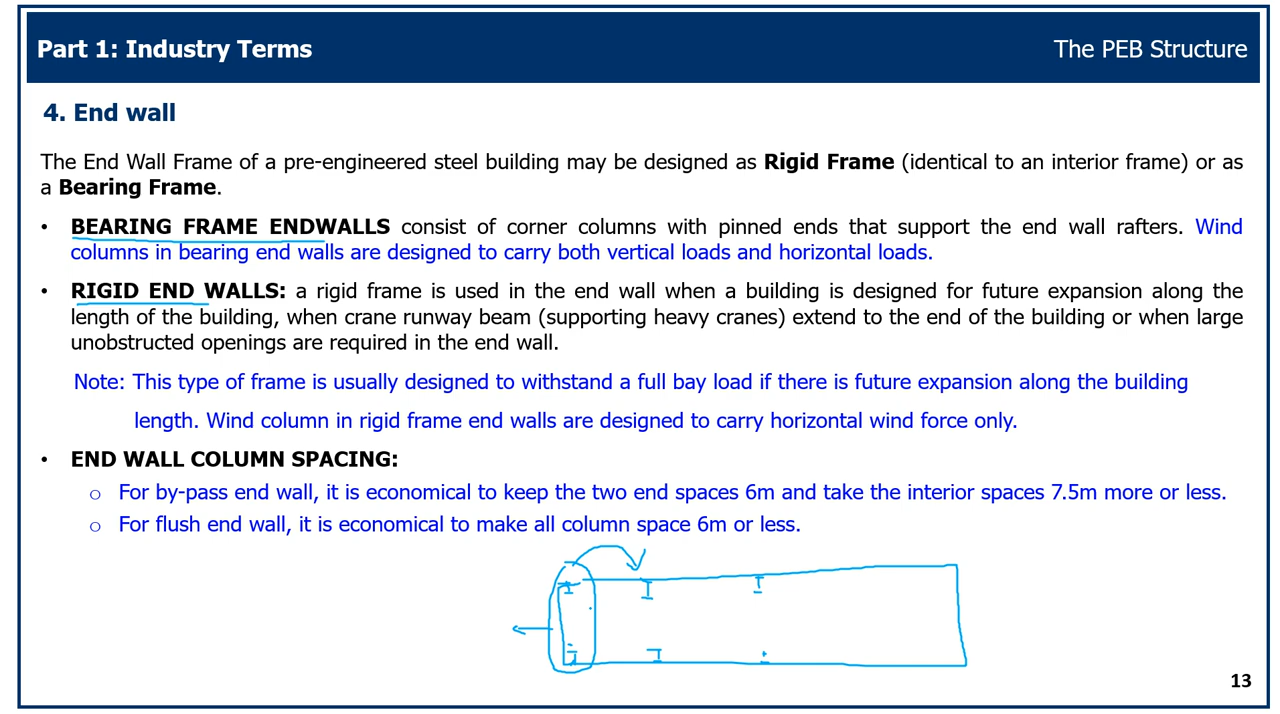 Part 1: Industry Terms The PEB Structure
4. End wall
The End Wall Frame of a pre-engineered steel building may be designed as Rigid Frame (identical to an interior frame) or as
a Bearing Frame.
• BEARING FRAME ENDWALLS consist of corner columns with pinned ends that support the end wall rafters. Wind
columns in bearing end walls are designed to carry both vertical loads and horizontal loads.
• RIGID END WALLS: a rigid frame is used in the end wall when a building is designed for future expansion along the
length of the building, when crane runway beam (supporting heavy cranes) extend to the end of the building or when large
unobstructed openings are required in the end wall.
Note: This type of frame is usually designed to withstand a full bay load if there is future expansion along the building
length. Wind column in rigid frame end walls are designed to carry horizontal wind force only.
• END WALL COLUMN SPACING:
o For by-pass end wall, it is economical to keep the two end spaces 6m and take the interior spaces 7.5m more or less.
o For flush end wall, it is economical to make all column space 6m or less.
13